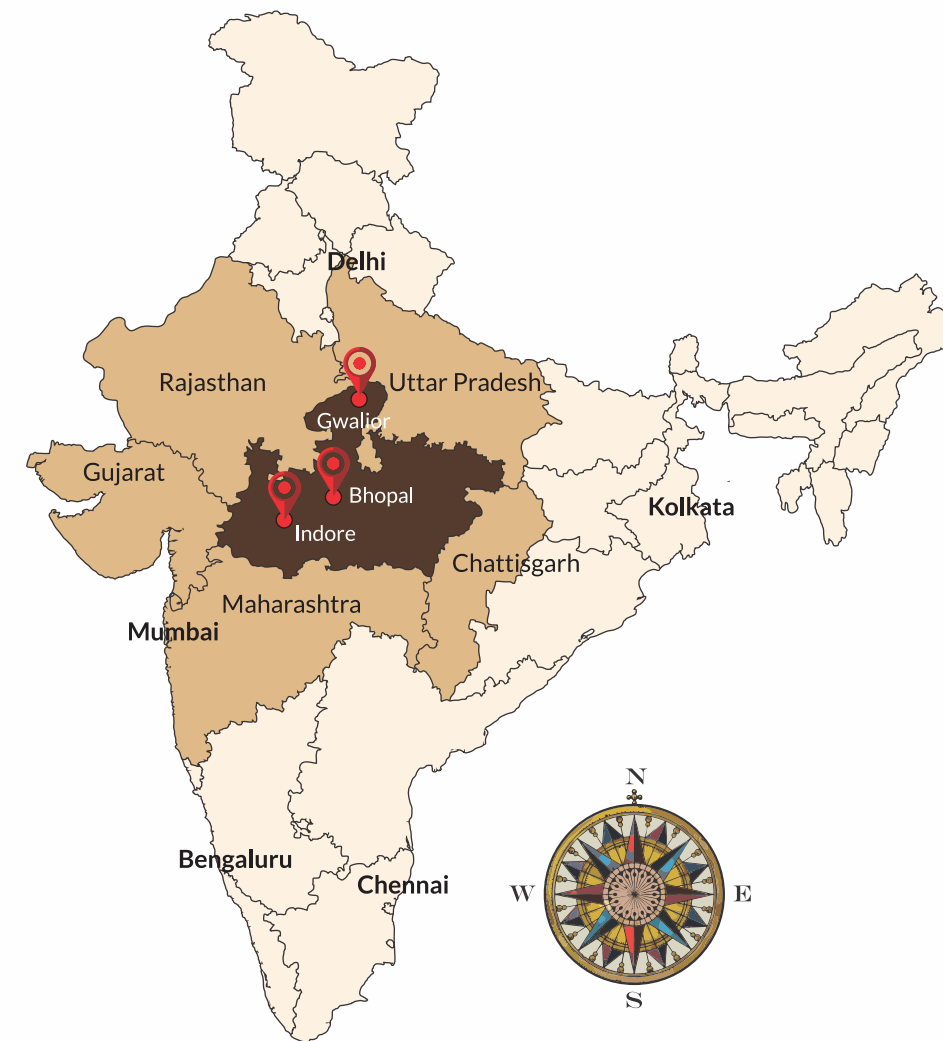 Delhi
Rajasthan
Uttar Pradesh
Gwalior
Gujarat
Bhopal
Kolkata
Indore
Chattisgarh
Maharashtra
Mumbai
N
Bengaluru
Chennai
W
E
S